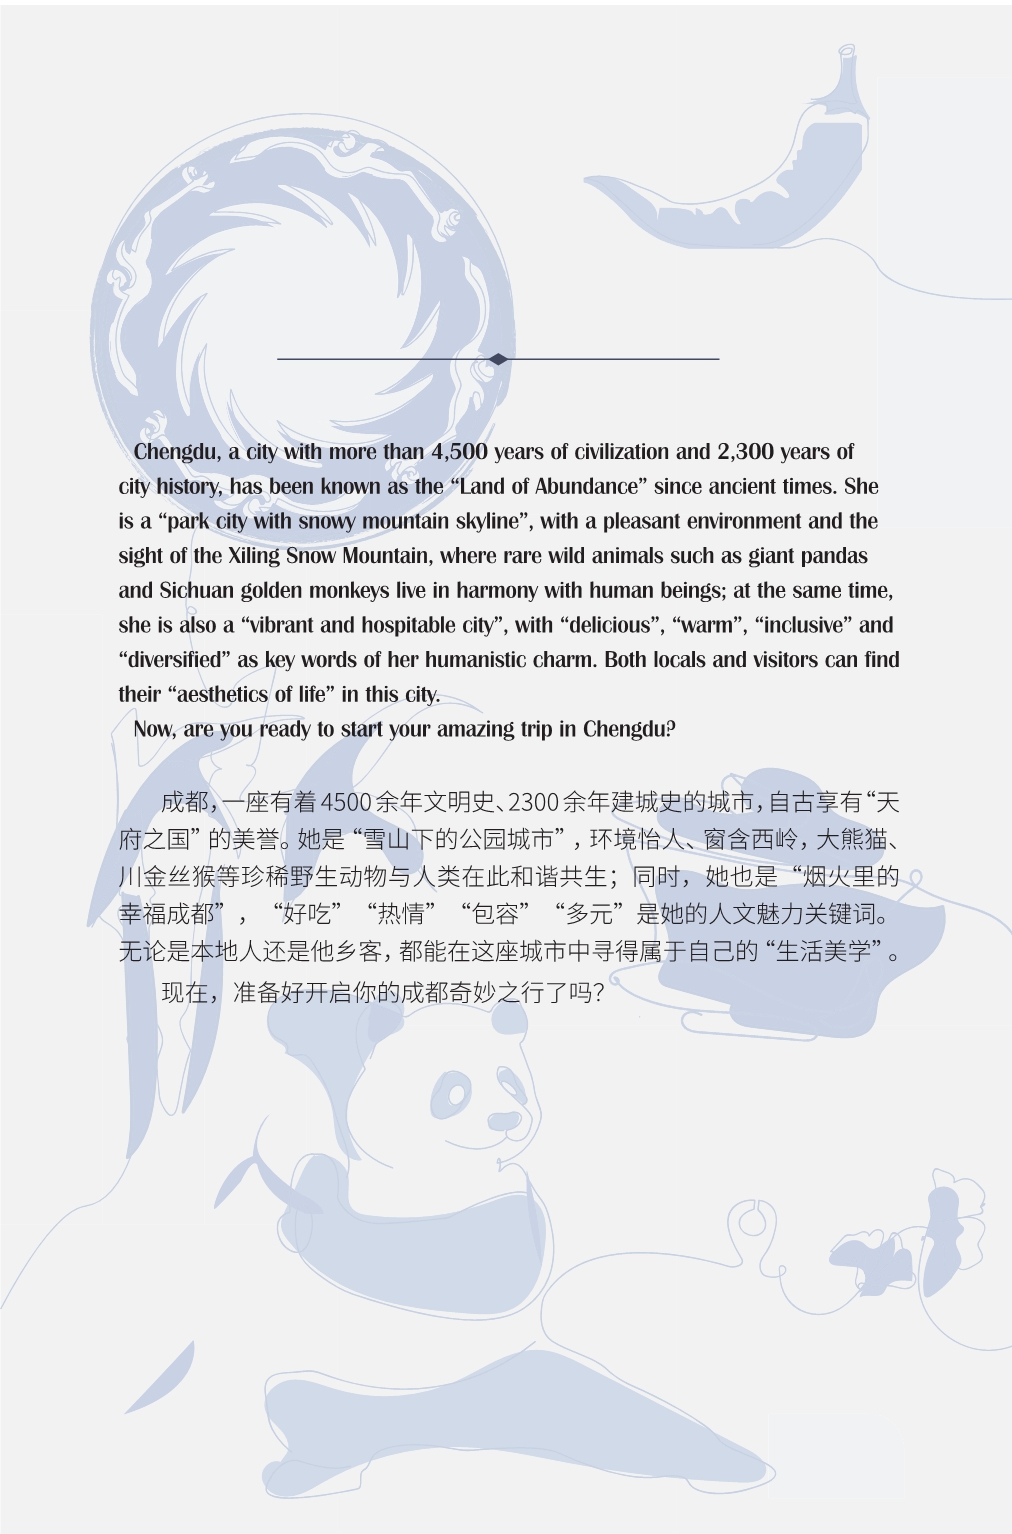 Chengdu, a city with more than 4,500 years of civilization and 2,300 years of
city history, has been known as the “Land of Abundance” since ancient times. She
is a “park city with snowy mountain skyline”, with a pleasant environment and the
sight of the Xiling Snow Mountain, where rare wild animals such as giant pandas
and Sichuan golden monkeys live in harmony with human beings; at the same time,
she is also a “vibrant and hospitable city”, with “delicious”, “warm”, “inclusive” and
“diversified” as key words of her humanistic charm. Both locals and visitors can find
their “aesthetics of life” in this city.
Now, are you ready to start your amazing trip in Chengdu?
成都，一座有着4500余年文明史、2300余年建城史的城市，自古享有“天
府之国”的美誉。她是“雪山下的公园城市”，环境怡人、窗含西岭，大熊猫、
川金丝猴等珍稀野生动物与人类在此和谐共生；同时，她也是“烟火里的
幸福成都”，“好吃”“热情”“包容”“多元”是她的人文魅力关键词。
无论是本地人还是他乡客，都能在这座城市中寻得属于自己的“生活美学”。
现在，准备好开启你的成都奇妙之行了吗？